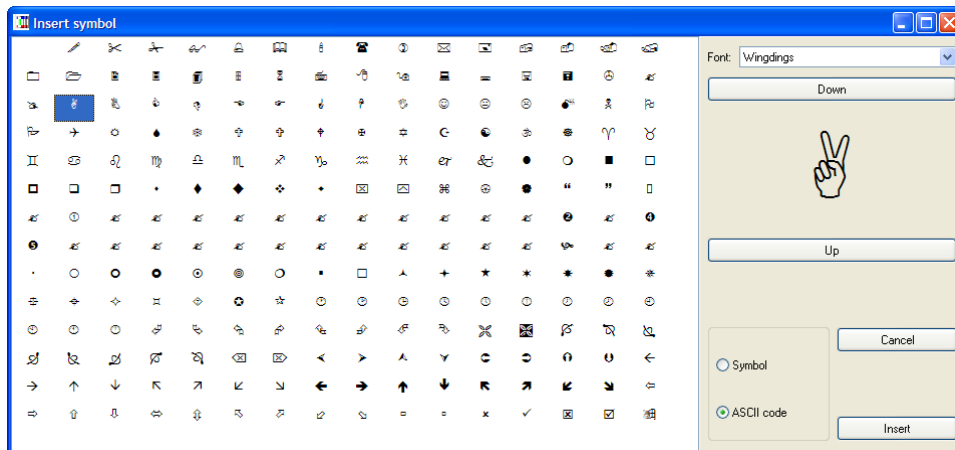 Insert symbol
Font: Wingdings
Down
Up
Cancel
Symbol
ASCII code
Insert